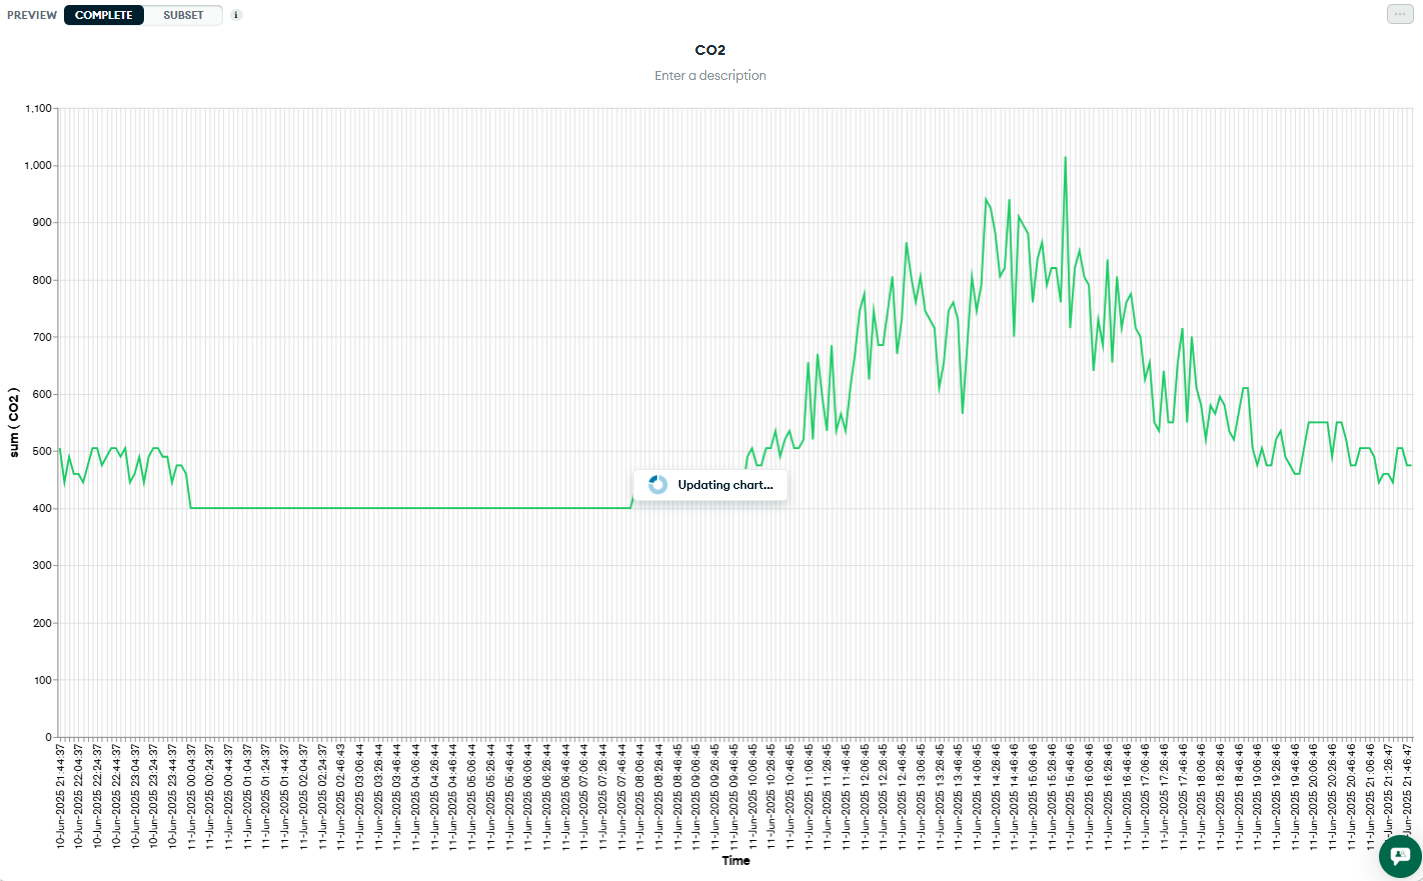 PREVIEW COMPLETE SUBSET i
CO2
Enter a description
1,100
1,000
900
800
700
600
500
400
300
200
100
0
sum ( CO2 )
Updating chart...
10-Jun-2025 21:44:37
10-Jun-2025 22:04:37
10-Jun-2025 22:24:37
10-Jun-2025 22:44:37
10-Jun-2025 23:04:37
10-Jun-2025 23:24:37
10-Jun-2025 23:44:37
11-Jun-2025 00:04:37
11-Jun-2025 00:24:37
11-Jun-2025 00:44:37
11-Jun-2025 01:04:37
11-Jun-2025 01:24:37
11-Jun-2025 01:44:37
11-Jun-2025 02:04:37
11-Jun-2025 02:24:37
11-Jun-2025 02:46:43
11-Jun-2025 03:06:44
11-Jun-2025 03:26:44
11-Jun-2025 03:46:44
11-Jun-2025 04:06:44
11-Jun-2025 04:26:44
11-Jun-2025 04:46:44
11-Jun-2025 05:06:44
11-Jun-2025 05:26:44
11-Jun-2025 05:46:44
11-Jun-2025 06:06:44
11-Jun-2025 06:26:44
11-Jun-2025 06:46:44
11-Jun-2025 07:06:44
11-Jun-2025 07:26:44
11-Jun-2025 07:46:44
11-Jun-2025 08:06:44
11-Jun-2025 08:26:45
11-Jun-2025 08:46:45
11-Jun-2025 09:06:45
11-Jun-2025 09:26:45
11-Jun-2025 09:46:45
11-Jun-2025 10:06:45
11-Jun-2025 10:26:45
11-Jun-2025 10:46:45
11-Jun-2025 11:06:45
11-Jun-2025 11:26:45
11-Jun-2025 11:46:45
11-Jun-2025 12:06:45
11-Jun-2025 12:26:45
11-Jun-2025 12:46:45
11-Jun-2025 13:06:45
11-Jun-2025 13:26:45
11-Jun-2025 13:46:45
11-Jun-2025 14:06:45
11-Jun-2025 14:26:46
11-Jun-2025 14:46:46
11-Jun-2025 15:06:46
11-Jun-2025 15:26:46
11-Jun-2025 15:46:46
11-Jun-2025 16:06:46
11-Jun-2025 16:26:46
11-Jun-2025 16:46:46
11-Jun-2025 17:06:46
11-Jun-2025 17:26:46
11-Jun-2025 17:46:46
11-Jun-2025 18:06:46
11-Jun-2025 18:26:46
11-Jun-2025 18:46:46
11-Jun-2025 19:06:46
11-Jun-2025 19:26:46
11-Jun-2025 19:46:46
11-Jun-2025 20:06:46
11-Jun-2025 20:26:46
11-Jun-2025 20:46:46
11-Jun-2025 21:06:46
11-Jun-2025 21:26:47
-Jun-2025 21:46:47
Time